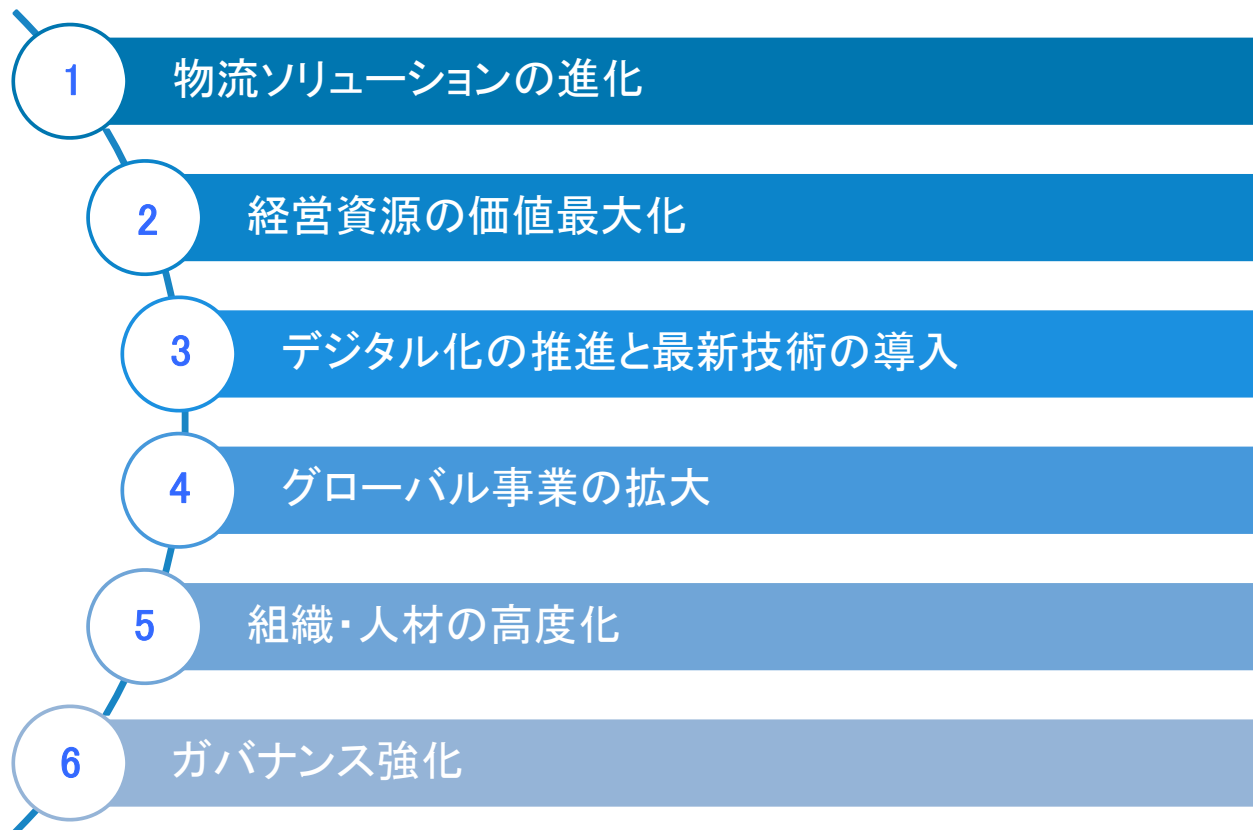 1 物流ソリューションの進化
2 経営資源の価値最大化
3 デジタル化の推進と最新技術の導入
4 グローバル事業の拡大
5 組織・人材の高度化
6 ガバナンス強化